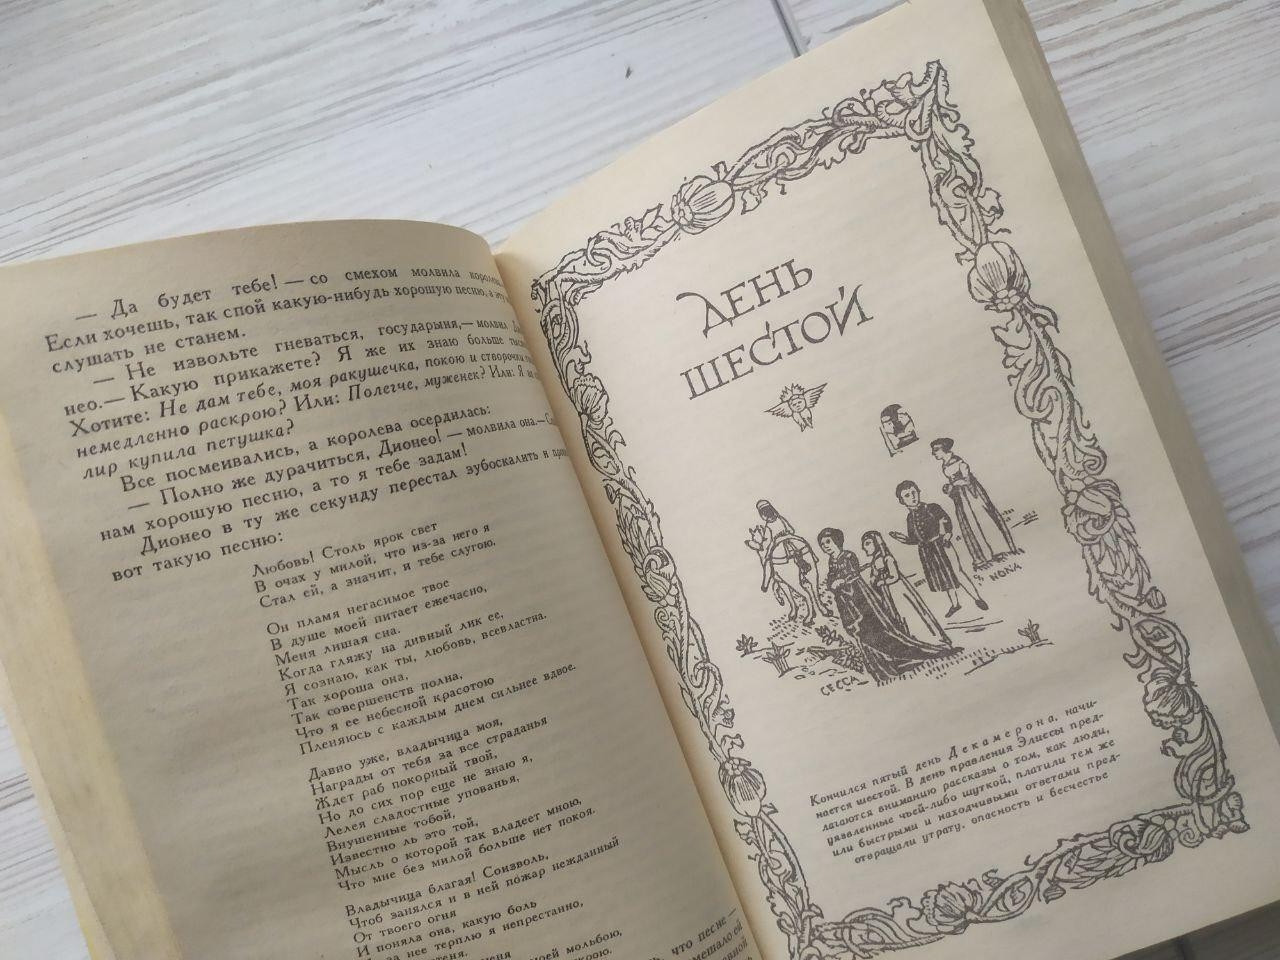 — Да будет тебе! — со смехом молвила
Если хочешь, так спой какую-нибудь хорошую песню, а эту
слушать не станем.
— Не извольте гневаться, государыня,— молвил
нео.— Какую прикажете? Я же их знаю больше
Хотите: Не дам тебе, моя ракушечка, покою и створочки
немедленно раскрою? Или: Полегче, муженек? Или: Я
лир купила петушка?
Все посмеивались, а королева осердилась:
— Полно же дурачиться, Дионео! — молвила она.—
нам хорошую песню, а то я тебе задам!
Дионео в ту же секунду перестал зубоскалить и
вот такую песню:
Любовь! Столь ярок свет
В очах у милой, что из-за него я
Стал ей, а значит, и тебе слугою.
Он пламя негасимое твое
В душе моей питает ежечасно,
Меня лишая сна.
Когда гляжу на дивный лик ее,
Я сознаю, как ты, любовь, всевластна.
Так хороша она,
Так совершенств полна,
Что я ее небесной красотою
Пленяюсь с каждым днем сильнее вдвое.
Давно уже, владычица моя,
Награды от тебя за все страданья
Ждет раб покорный твой,
Но до сих пор еще не знаю я,
Лелея сладостные упованья,
Внушенные тобой,
Известно ль это той,
Мысль о которой так владеет мною,
Что мне без милой больше нет покоя.
Владычица благая! Соизволь,
Чтоб занялся и в ней пожар нежданный
От твоего огня
И поняла она, какую боль
за нее терплю я непрестанно,
моей мольбою,
что песне —
ДЕНЬ
ШЕСТОЙ
NONA
CECCA
Кончился пятый день Декамерона, начи-
нается шестой. В день правления Элиссы пред-
лагаются вниманию рассказы о том, как люди,
уязвленные чьей-либо шуткой, платили тем же
или быстрыми и находчивыми ответами пред-
отвращали утрату, опасность и бесчестье